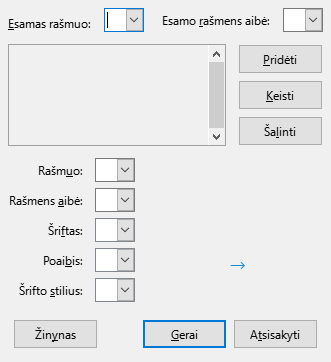 Esamas rašmuo: Esamo rašmens aibė:
Pridėti
Keisti
Šalinti
Rašmuo:
Rašmens aibė:
Šriftas:
Poaibis:
→
Šrifto stilius:
Žinynas Gerai Atsisakyti